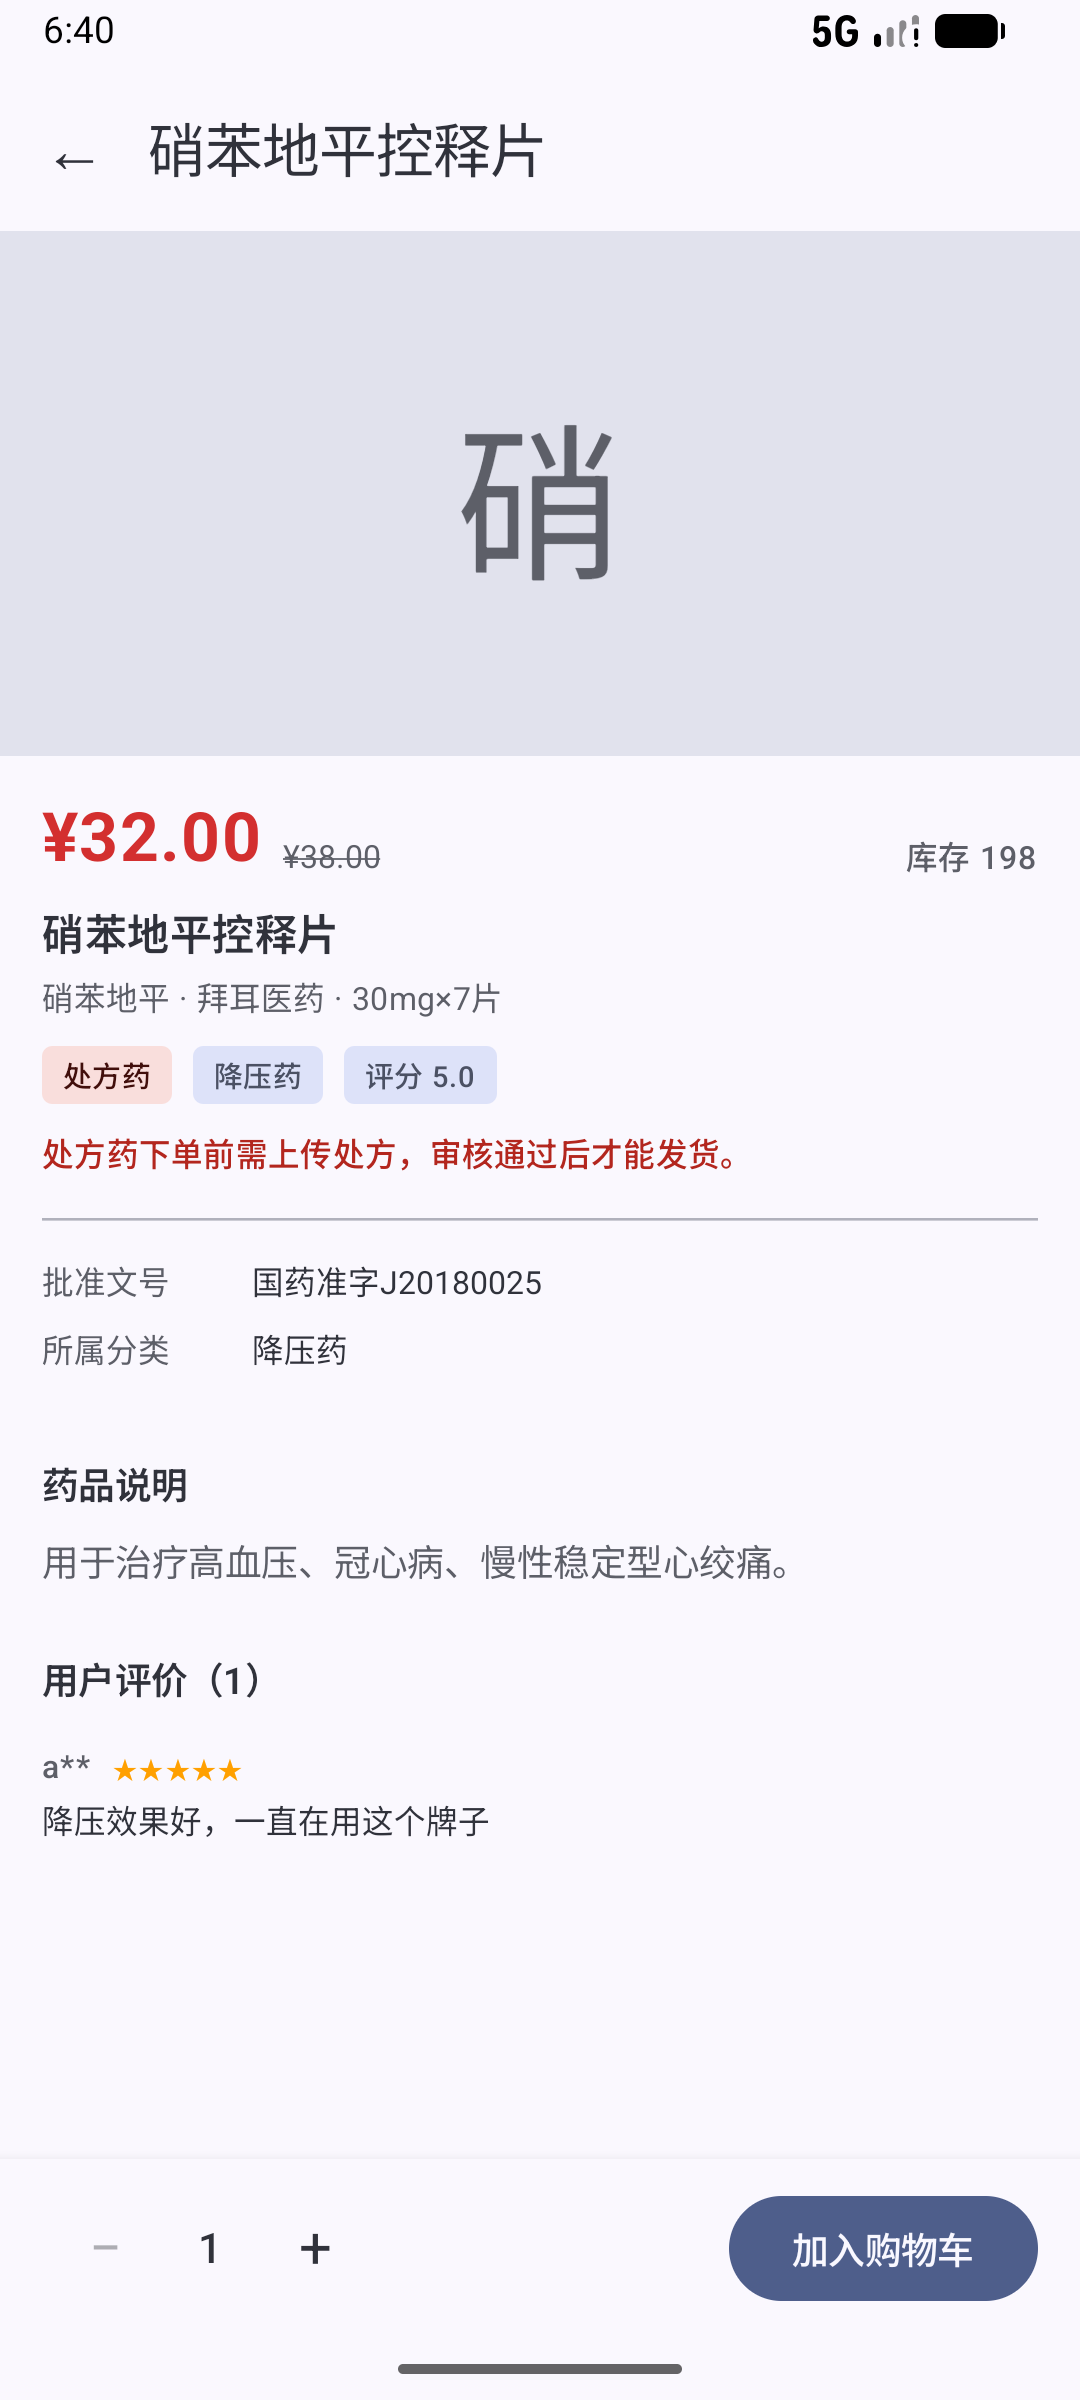 6:40
5G
← 硝苯地平控释片
硝
¥32.00 ¥38.00 库存 198
硝苯地平控释片
硝苯地平 · 拜耳医药 · 30mg×7片
处方药 降压药 评分 5.0
处方药下单前需上传处方，审核通过后才能发货。
批准文号 国药准字J20180025
所属分类 降压药
药品说明
用于治疗高血压、冠心病、慢性稳定型心绞痛。
用户评价（1）
a** ★★★★★
降压效果好，一直在用这个牌子
− 1 + 加入购物车